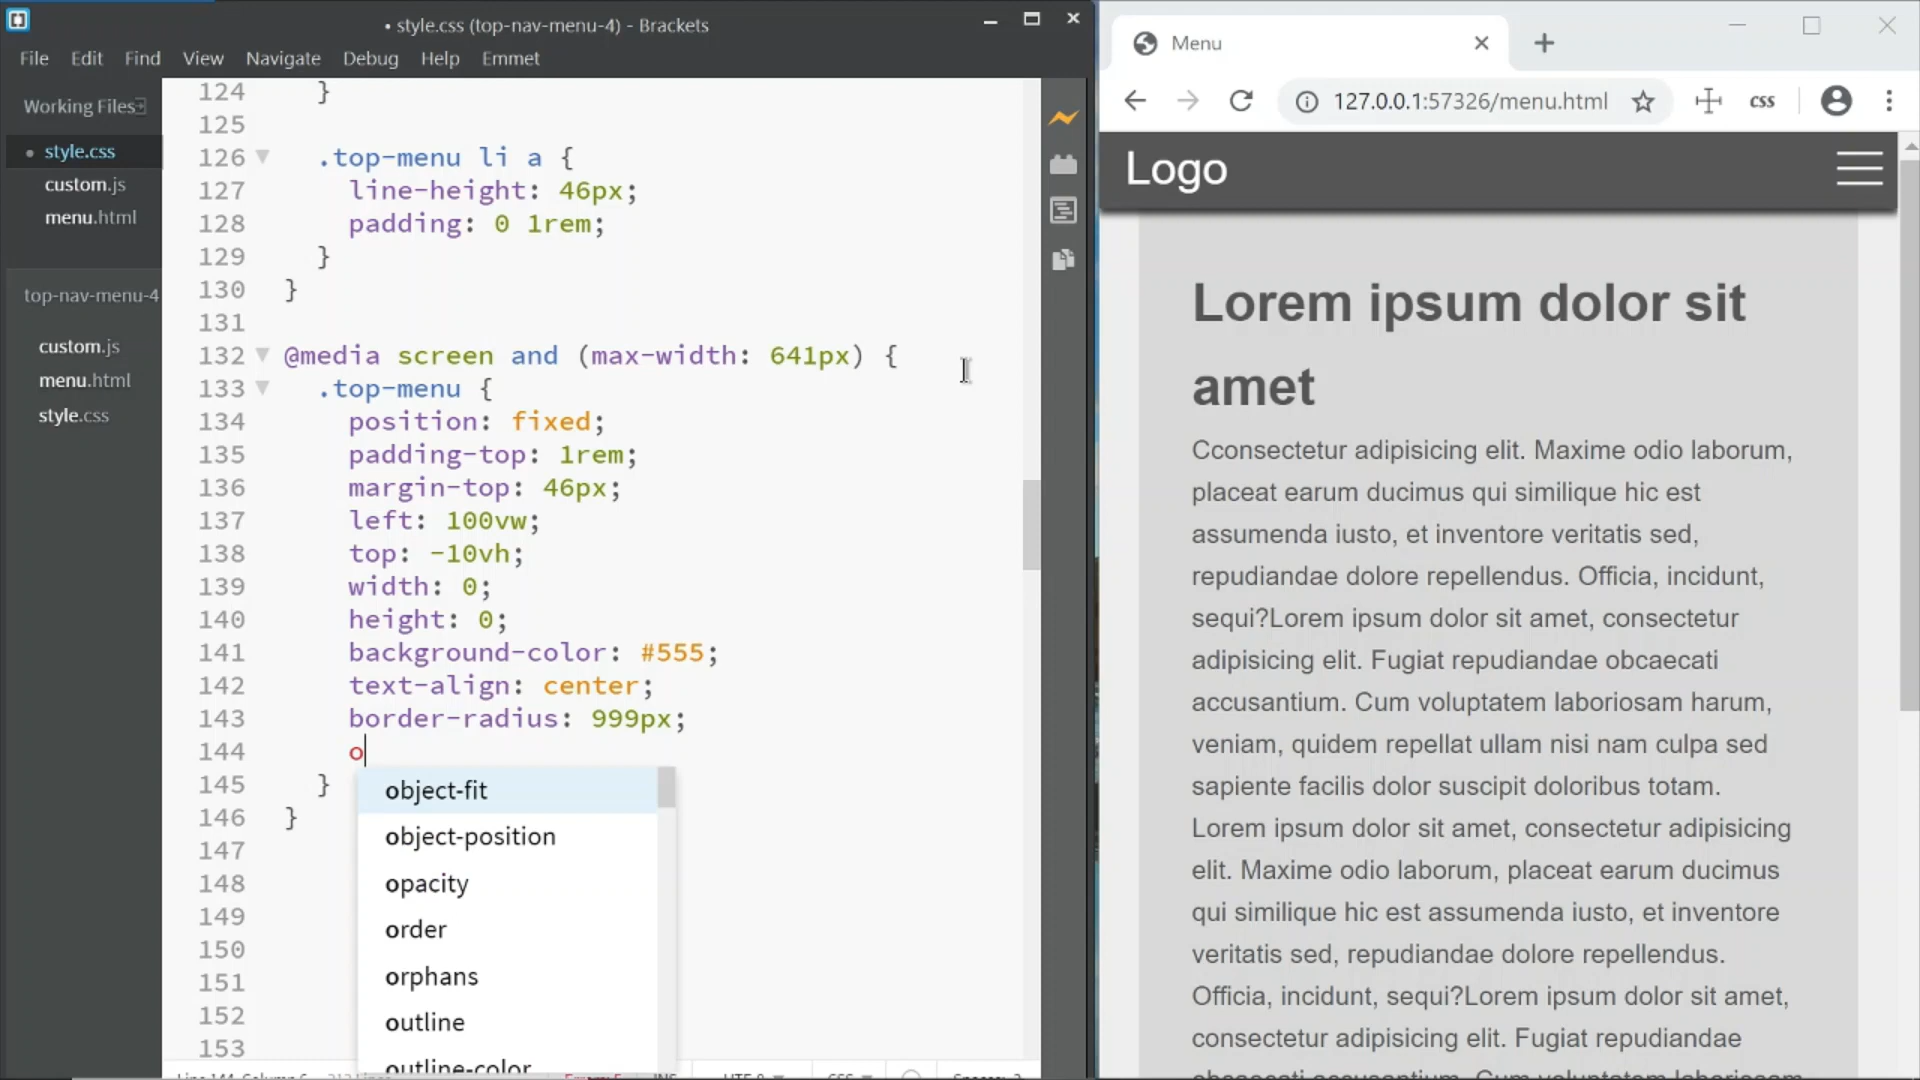 • style.css (top-nav-menu-4) - Brackets
File Edit Find View Navigate Debug Help Emmet
Working Files
• style.css
custom.js
menu.html
top-nav-menu-4
custom.js
menu.html
style.css
124 }
125
126 .top-menu li a {
127 line-height: 46px;
128 padding: 0 1rem;
129 }
130 }
131
132 @media screen and (max-width: 641px) {
133 .top-menu {
134 position: fixed;
135 padding-top: 1rem;
136 margin-top: 46px;
137 left: 100vw;
138 top: -10vh;
139 width: 0;
140 height: 0;
141 background-color: #555;
142 text-align: center;
143 border-radius: 999px;
144 o
145 }
146 }
147
148
149
150
151
152
153
object-fit
object-position
opacity
order
orphans
outline
outline-color
Menu
127.0.0.1:57326/menu.html
css
Logo
Lorem ipsum dolor sit
amet
Cconsectetur adipisicing elit. Maxime odio laborum,
placeat earum ducimus qui similique hic est
assumenda iusto, et inventore veritatis sed,
repudiandae dolore repellendus. Officia, incidunt,
sequi?Lorem ipsum dolor sit amet, consectetur
adipisicing elit. Fugiat repudiandae obcaecati
accusantium. Cum voluptatem laboriosam harum,
veniam, quidem repellat ullam nisi nam culpa sed
sapiente facilis dolor suscipit doloribus totam.
Lorem ipsum dolor sit amet, consectetur adipisicing
elit. Maxime odio laborum, placeat earum ducimus
qui similique hic est assumenda iusto, et inventore
veritatis sed, repudiandae dolore repellendus.
Officia, incidunt, sequi?Lorem ipsum dolor sit amet,
consectetur adipisicing elit. Fugiat repudiandae